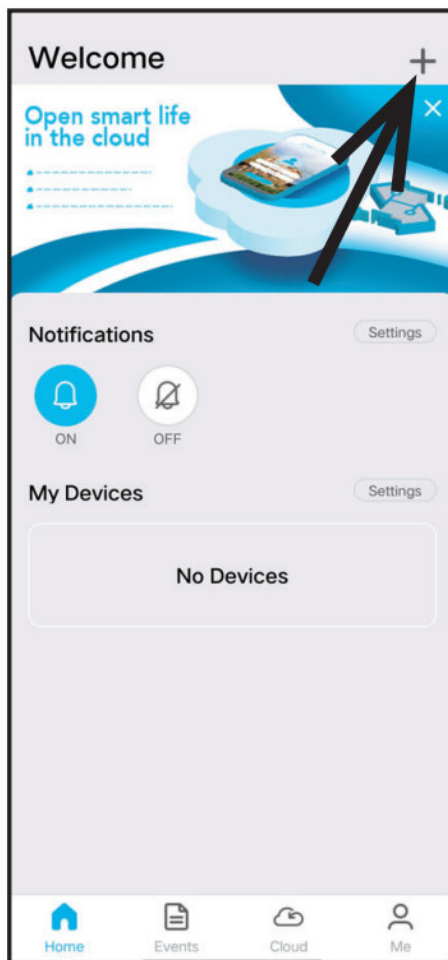 Welcome
Open smart life
in the cloud
Notifications
Settings
ON
OFF
My Devices
Settings
No Devices
Home
Events
Cloud
Me